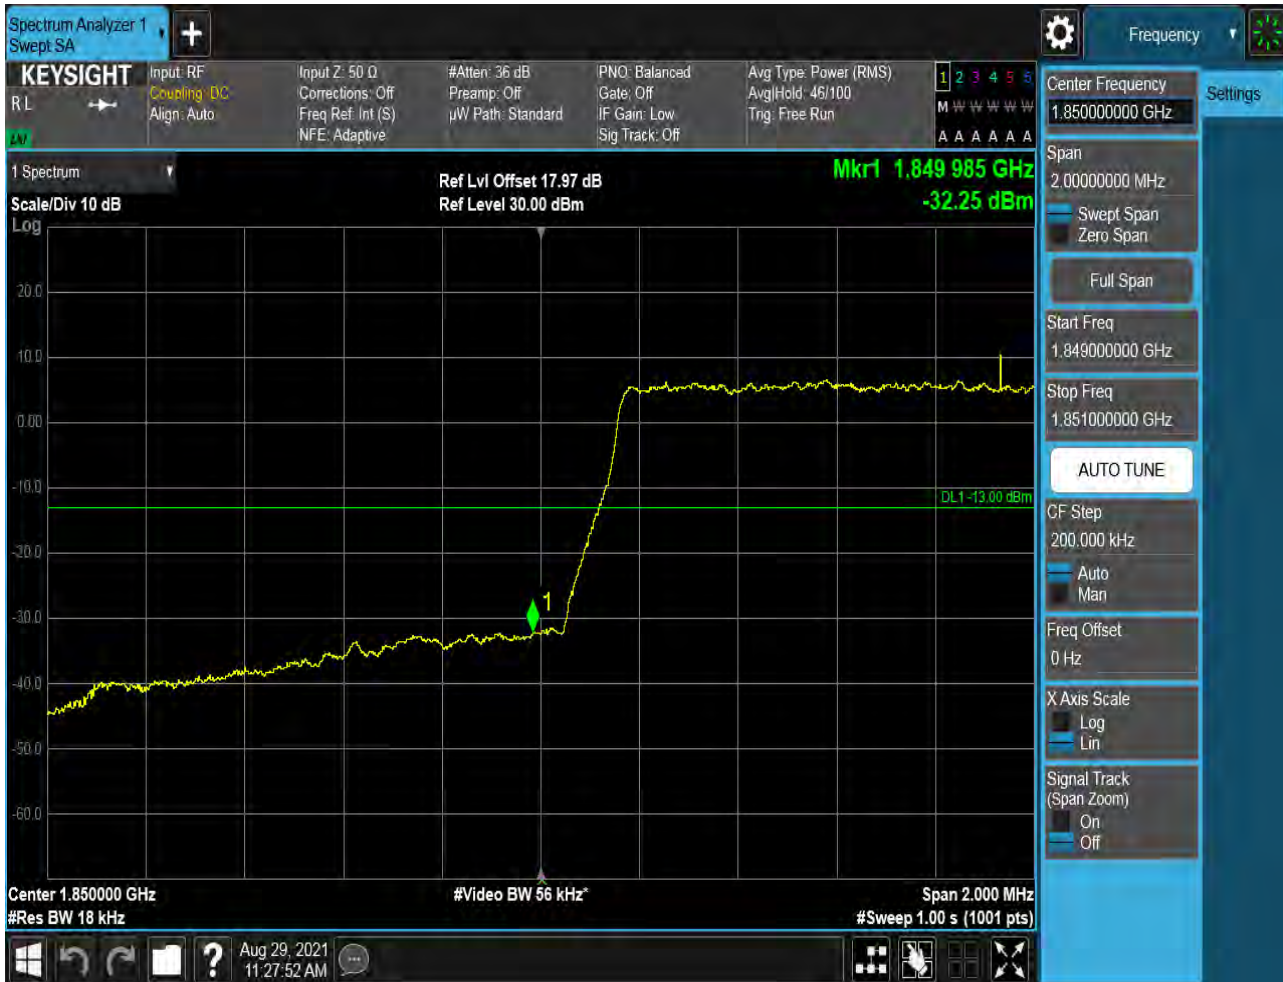 Spectrum Analyzer 1
Swept SA
Frequency
KEYSIGHT
R L
Input: RF
Coupling: DC
Align: Auto
Input Z: 50 Ω
Corrections: Off
Freq Ref: Int (S)
NFE: Adaptive
#Atten: 36 dB
Preamp: Off
µW Path: Standard
PNO: Balanced
Gate: Off
IF Gain: Low
Sig Track: Off
Avg Type: Power (RMS)
Avg|Hold: 46/100
Trig: Free Run
1 2 3 4 5 6
M W W W W W
A A A A A A
1 Spectrum
Scale/Div 10 dB
Log
Ref Lvl Offset 17.97 dB
Ref Level 30.00 dBm
Mkr1 1.849 985 GHz
-32.25 dBm
20.0
10.0
0.00
-10.0
-20.0
-30.0
-40.0
-50.0
-60.0
DL1 -13.00 dBm
1
Center 1.850000 GHz
#Res BW 18 kHz
#Video BW 56 kHz*
Span 2.000 MHz
#Sweep 1.00 s (1001 pts)
Aug 29, 2021
11:27:52 AM
Center Frequency
1.850000000 GHz
Settings
Span
2.00000000 MHz
Swept Span
Zero Span
Full Span
Start Freq
1.849000000 GHz
Stop Freq
1.851000000 GHz
AUTO TUNE
CF Step
200.000 kHz
Auto
Man
Freq Offset
0 Hz
X Axis Scale
Log
Lin
Signal Track
(Span Zoom)
On
Off